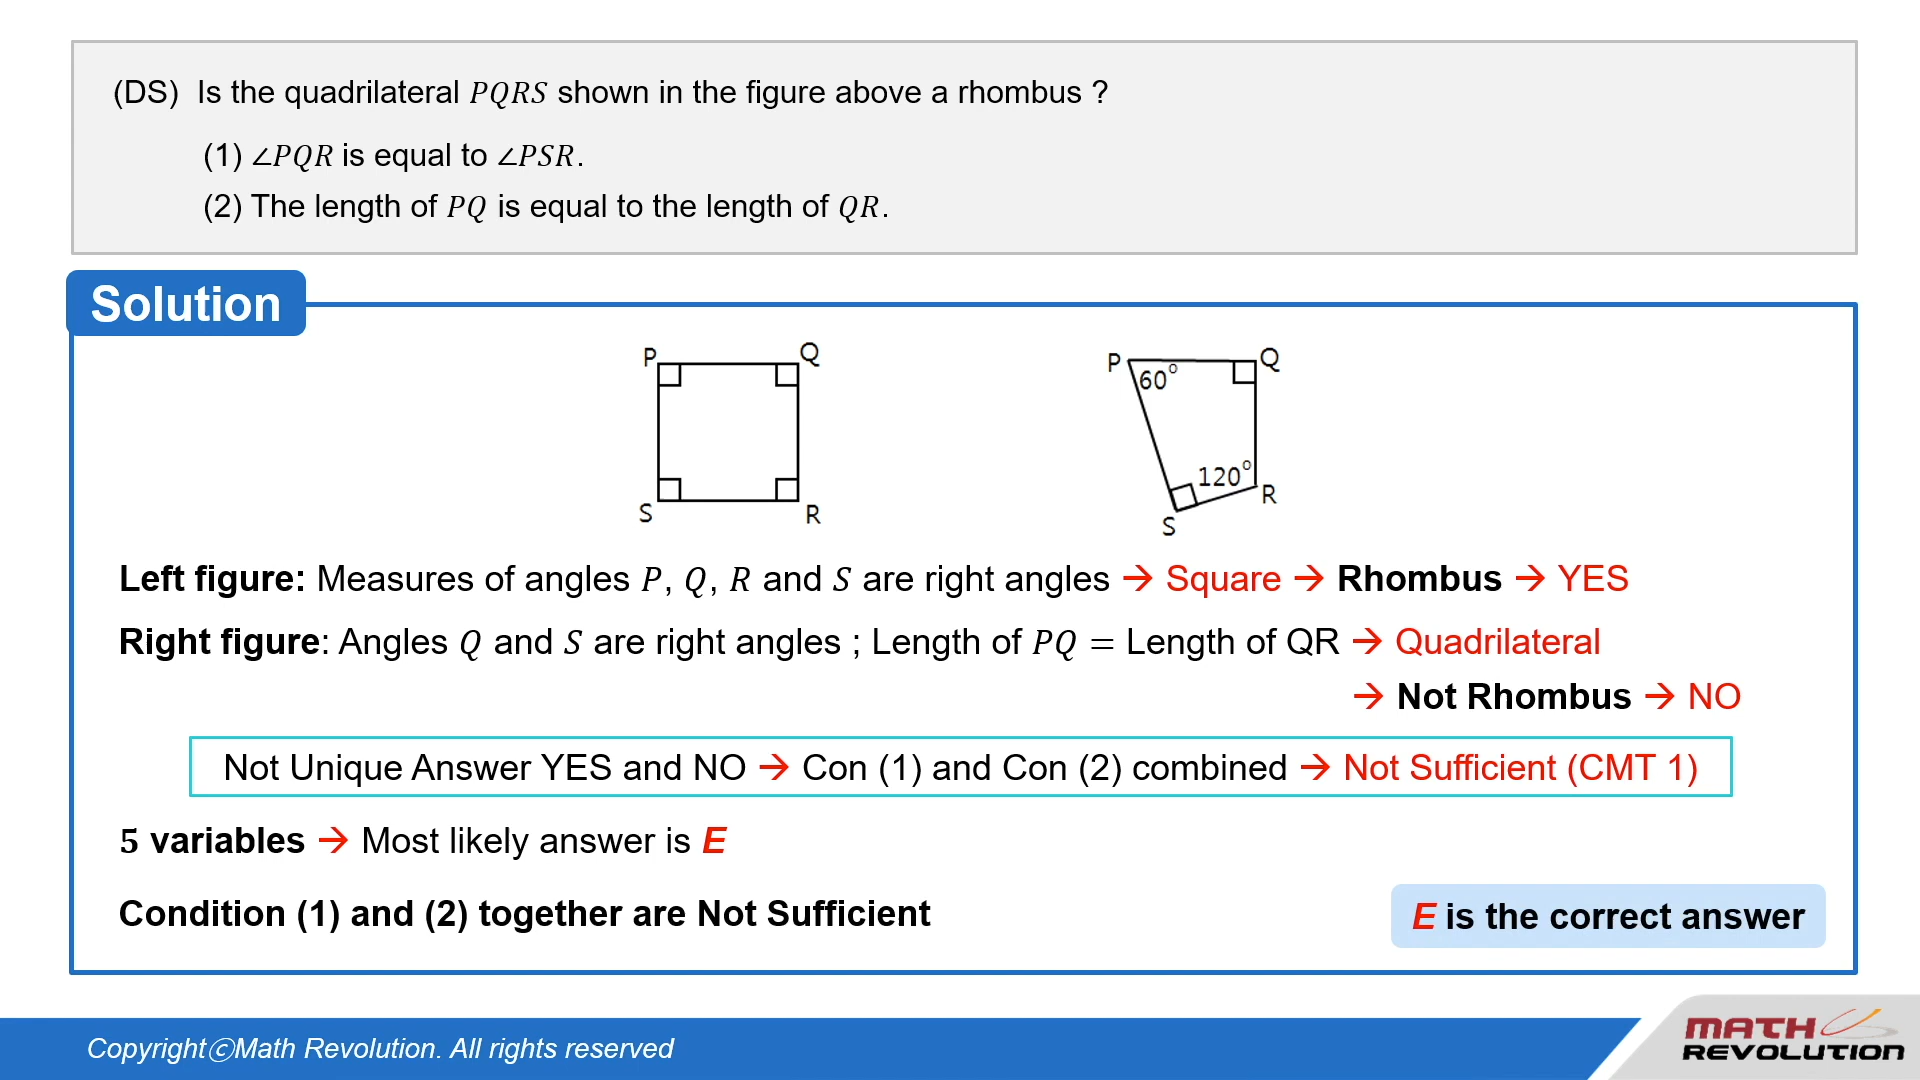 (DS) Is the quadrilateral PQRS shown in the figure above a rhombus ?
(1) ∠PQR is equal to ∠PSR.
(2) The length of PQ is equal to the length of QR.
Solution
P Q
S R
P Q
60°
120°
S R
Left figure: Measures of angles P, Q, R and S are right angles → Square → Rhombus → YES
Right figure: Angles Q and S are right angles ; Length of PQ = Length of QR → Quadrilateral
→ Not Rhombus → NO
Not Unique Answer YES and NO → Con (1) and Con (2) combined → Not Sufficient (CMT 1)
5 variables → Most likely answer is E
Condition (1) and (2) together are Not Sufficient
E is the correct answer
CopyrightⓒMath Revolution. All rights reserved
MATH
REVOLUTION